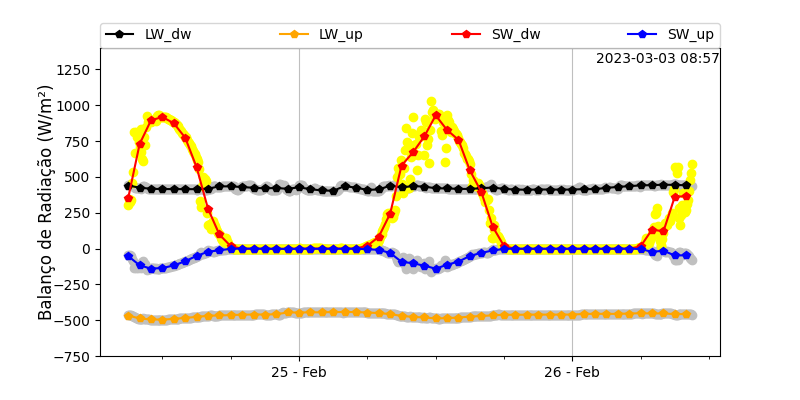 LW_dw LW_up SW_dw SW_up
2023-03-03 08:57
Balanço de Radiação (W/m²)
1250
1000
750
500
250
0
−250
−500
−750
25 - Feb
26 - Feb